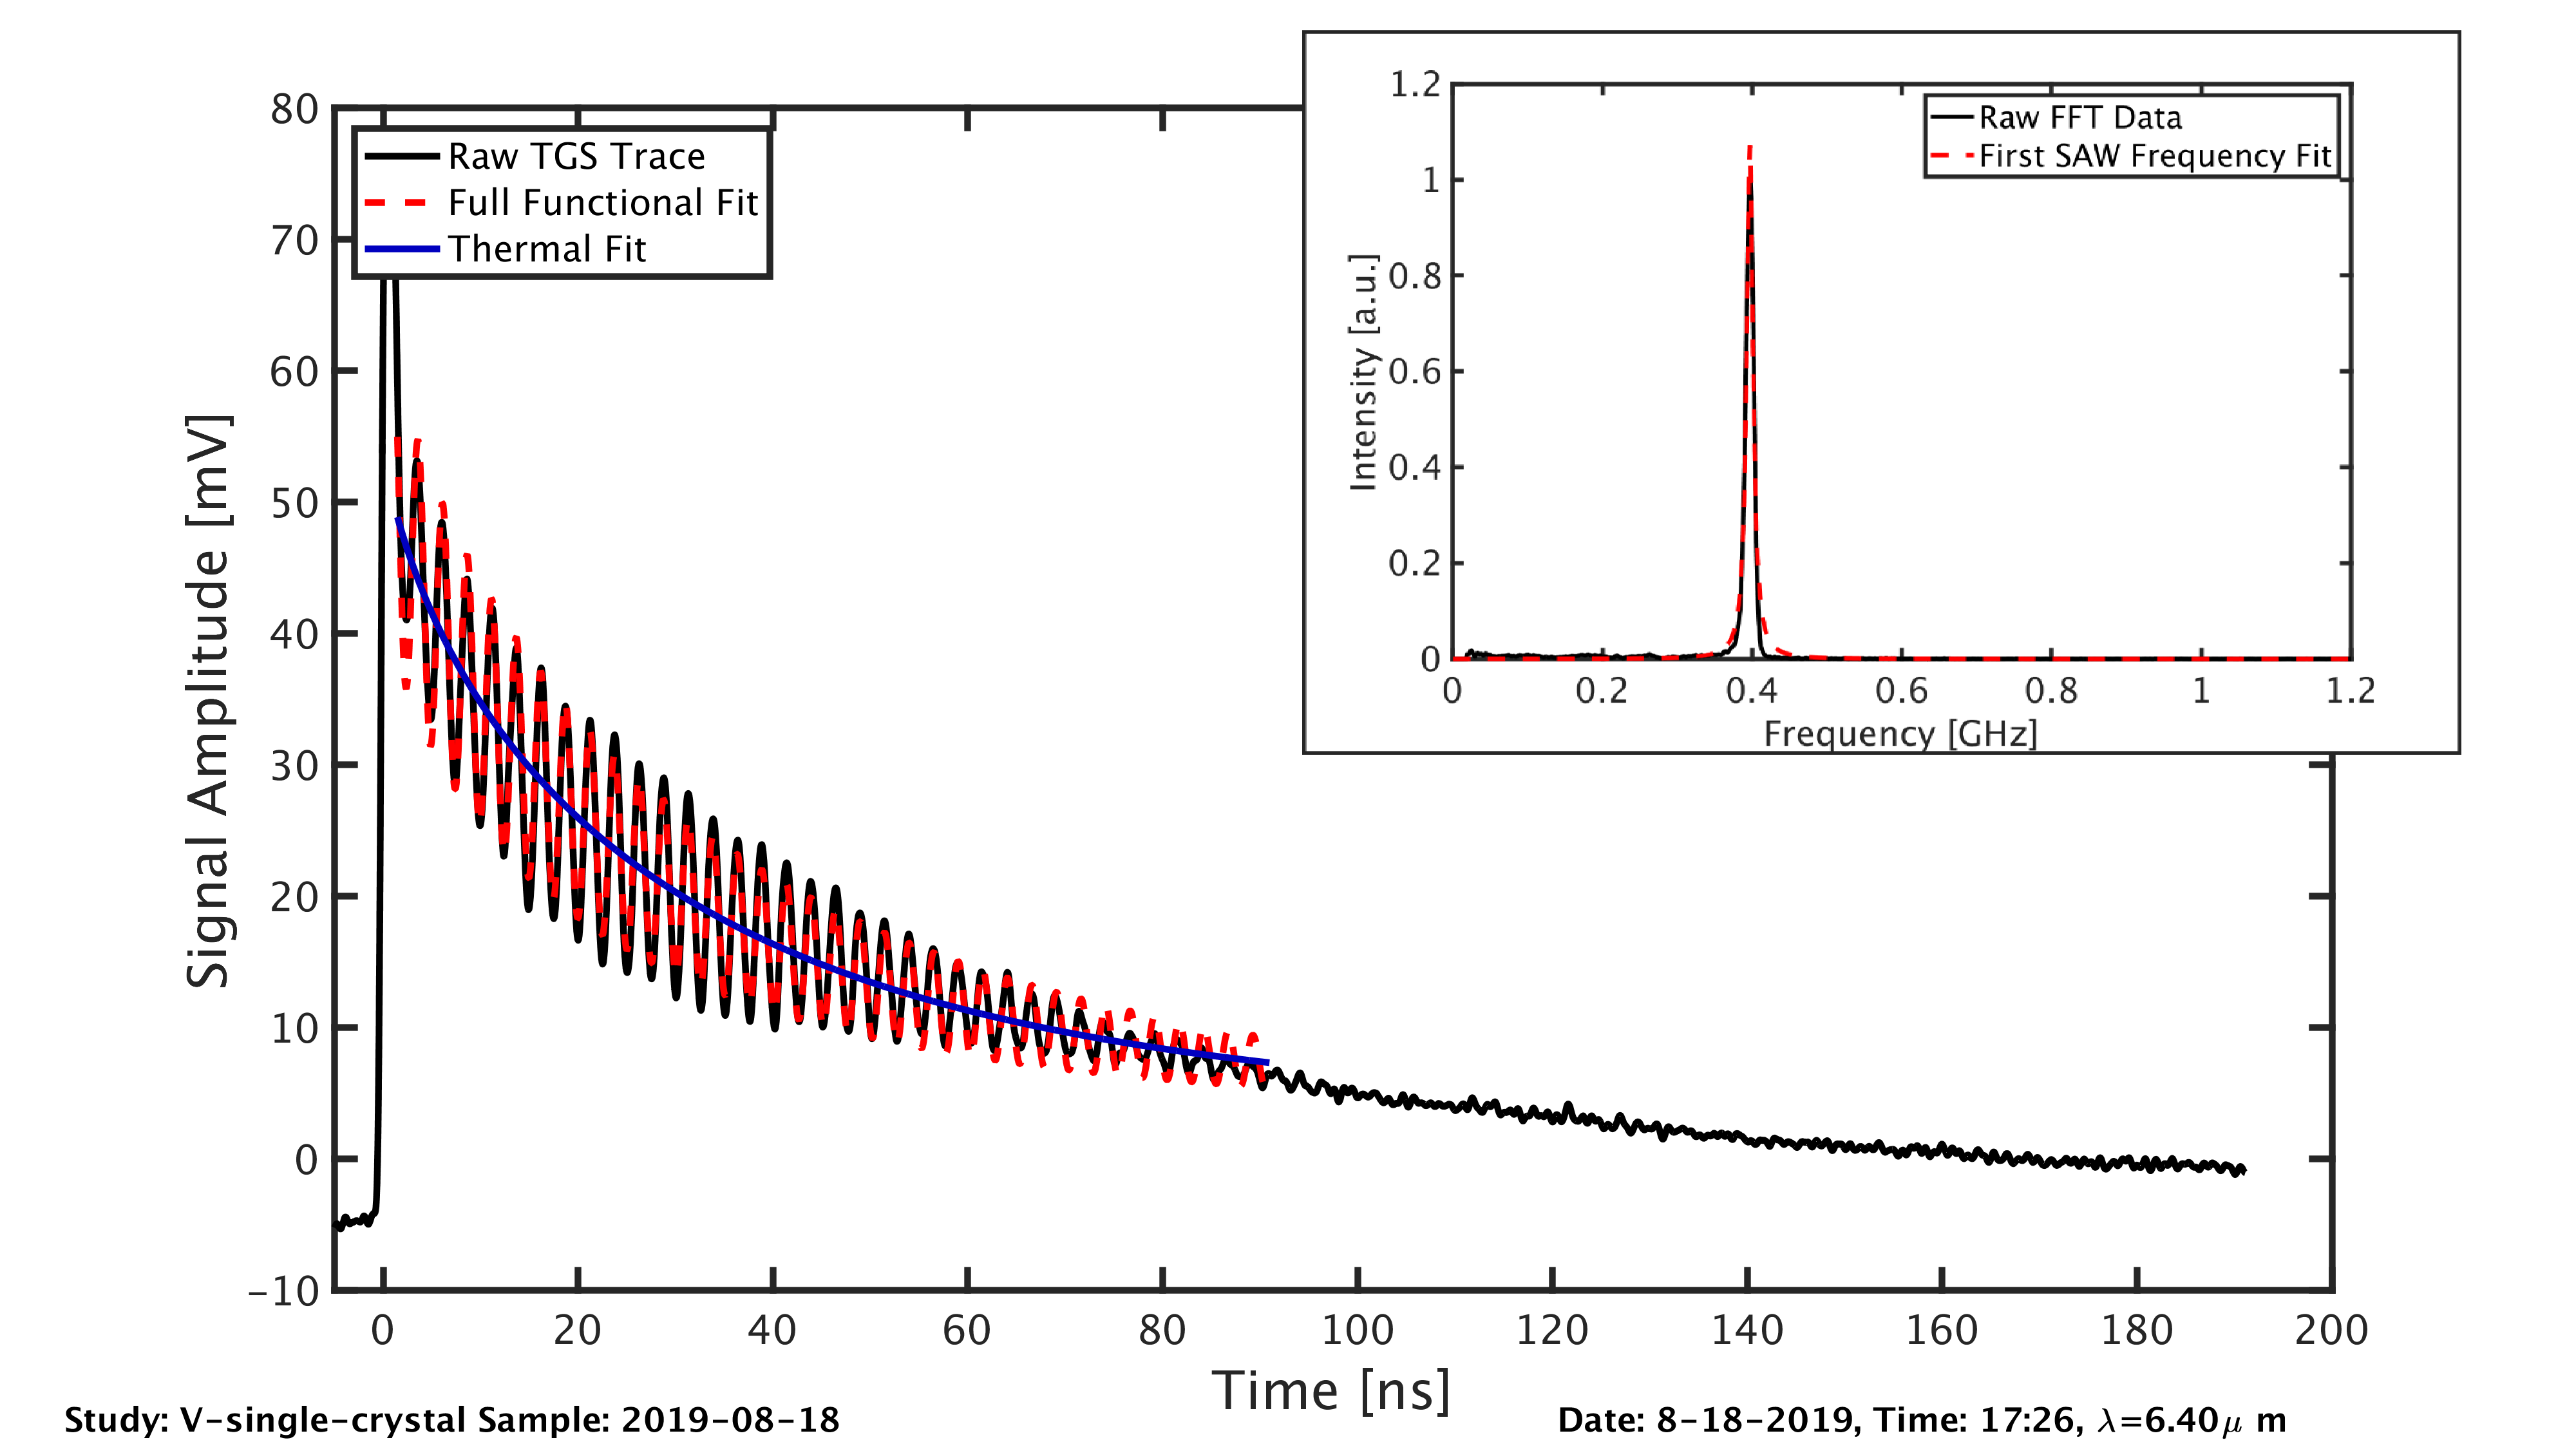 Raw TGS Trace
Full Functional Fit
Thermal Fit
80
70
60
50
40
30
20
10
0
-10
Signal Amplitude [mV]
0 20 40 60 80 100 120 140 160 180 200
Time [ns]
Raw FFT Data
First SAW Frequency Fit
1.2
1
0.8
0.6
0.4
0.2
0
Intensity [a.u.]
0 0.2 0.4 0.6 0.8 1 1.2
Frequency [GHz]
Study: V-single-crystal Sample: 2019-08-18
Date: 8-18-2019, Time: 17:26, λ=6.40μ m